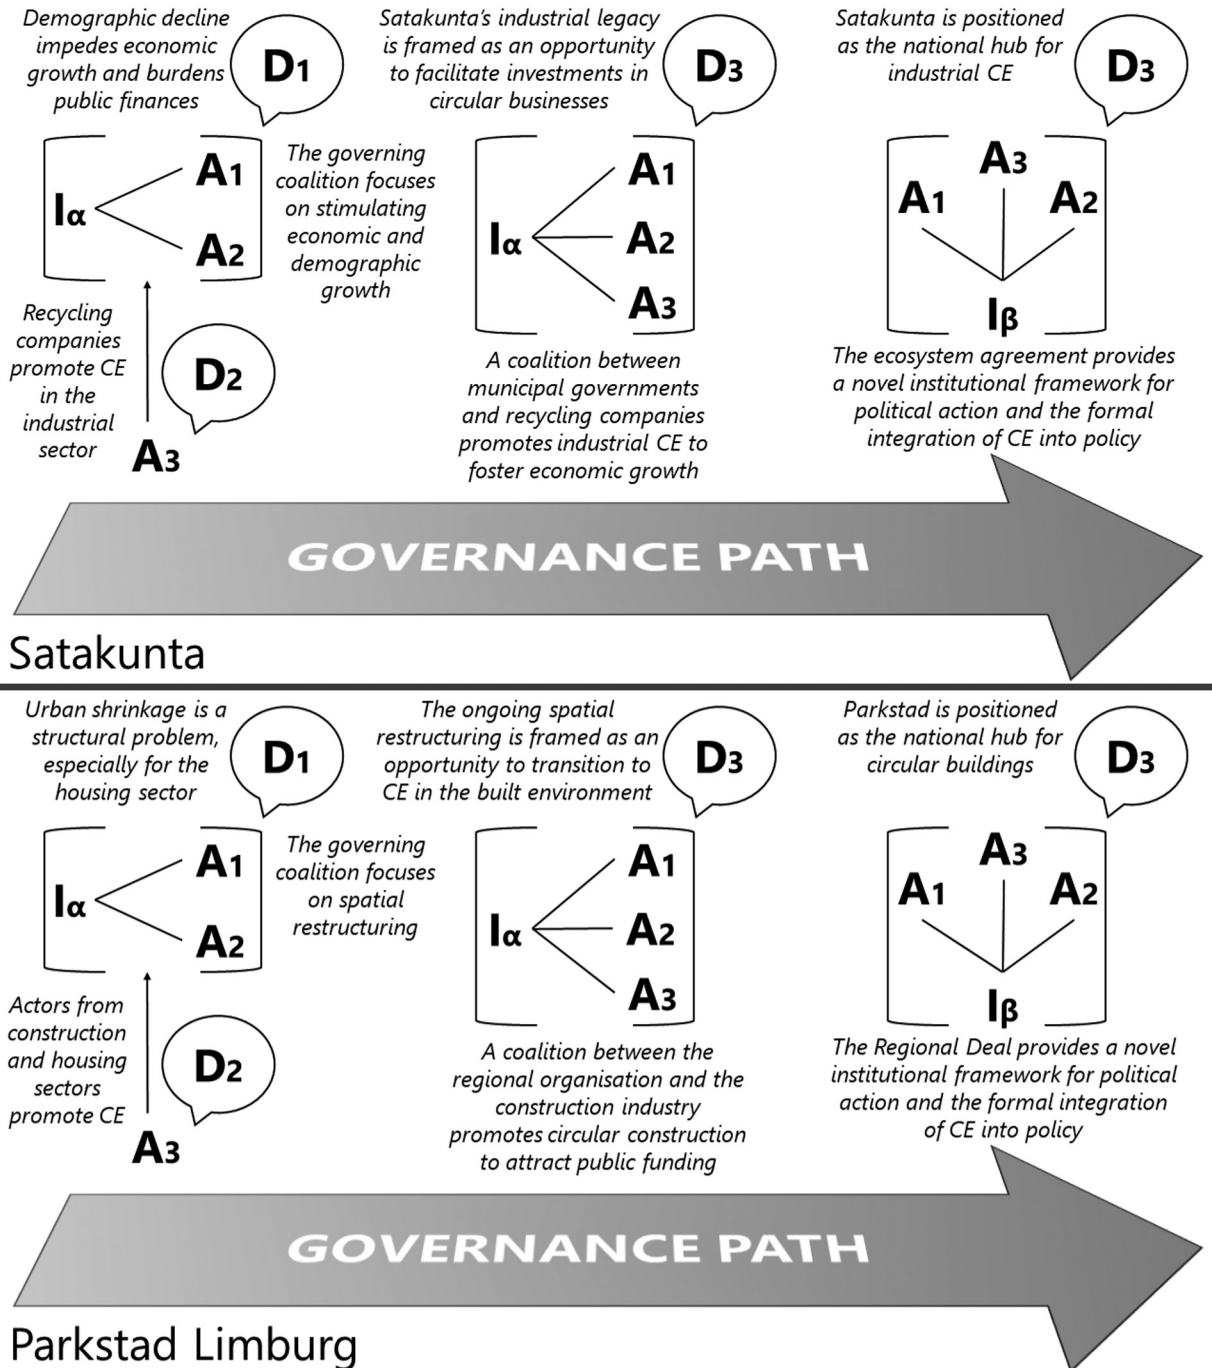 Demographic decline
impedes economic
growth and burdens
public finances
D1
Iα
A1
A2
The governing
coalition focuses
on stimulating
economic and
demographic
growth
Recycling
companies
promote CE
in the
industrial
sector
D2
A3
Satakunta's industrial legacy
is framed as an opportunity
to facilitate investments in
circular businesses
D3
Iα
A1
A2
A3
A coalition between
municipal governments
and recycling companies
promotes industrial CE to
foster economic growth
Satakunta is positioned
as the national hub for
industrial CE
D3
A3
A1
A2
Iβ
The ecosystem agreement provides
a novel institutional framework for
political action and the formal
integration of CE into policy
GOVERNANCE PATH
Satakunta
Urban shrinkage is a
structural problem,
especially for the
housing sector
D1
Iα
A1
A2
The governing
coalition focuses
on spatial
restructuring
Actors from
construction
and housing
sectors
promote CE
D2
A3
The ongoing spatial
restructuring is framed as an
opportunity to transition to
CE in the built environment
D3
Iα
A1
A2
A3
A coalition between the
regional organisation and the
construction industry
promotes circular construction
to attract public funding
Parkstad is positioned
as the national hub for
circular buildings
D3
A3
A1
A2
Iβ
The Regional Deal provides a novel
institutional framework for political
action and the formal integration
of CE into policy
GOVERNANCE PATH
Parkstad Limburg